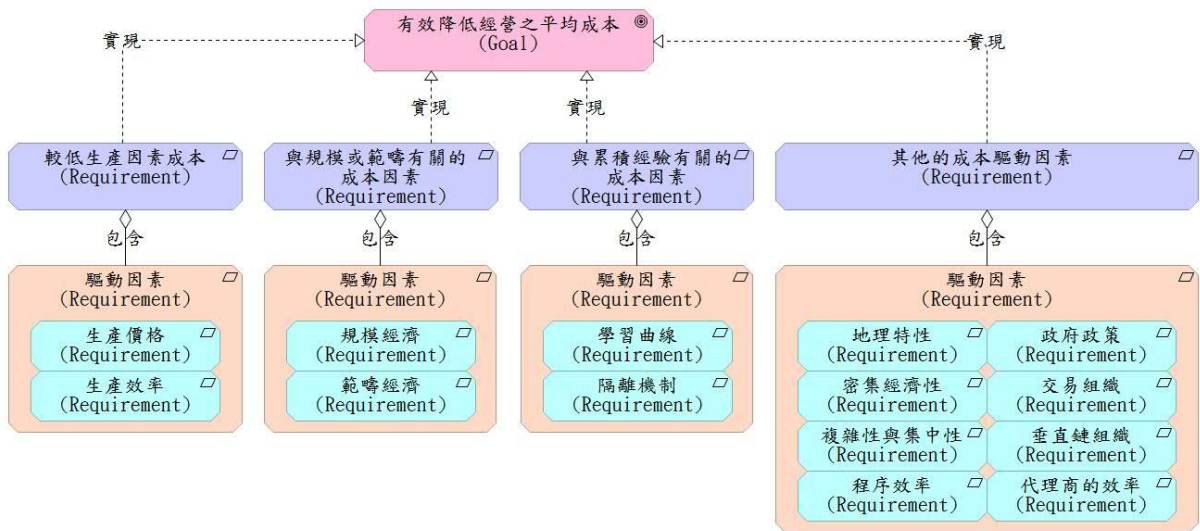 有效降低經營之平均成本
(Goal)
實現
實現
實現
實現
較低生產因素成本
(Requirement)
與規模或範疇有關的
成本因素
(Requirement)
與累積經驗有關的
成本因素
(Requirement)
其他的成本驅動因素
(Requirement)
包含
包含
包含
包含
驅動因素
(Requirement)
生產價格
(Requirement)
生產效率
(Requirement)
驅動因素
(Requirement)
規模經濟
(Requirement)
範疇經濟
(Requirement)
驅動因素
(Requirement)
學習曲線
(Requirement)
隔離機制
(Requirement)
驅動因素
(Requirement)
地理特性
(Requirement)
政府政策
(Requirement)
密集經濟性
(Requirement)
交易組織
(Requirement)
複雜性與集中性
(Requirement)
垂直鏈組織
(Requirement)
程序效率
(Requirement)
代理商的效率
(Requirement)